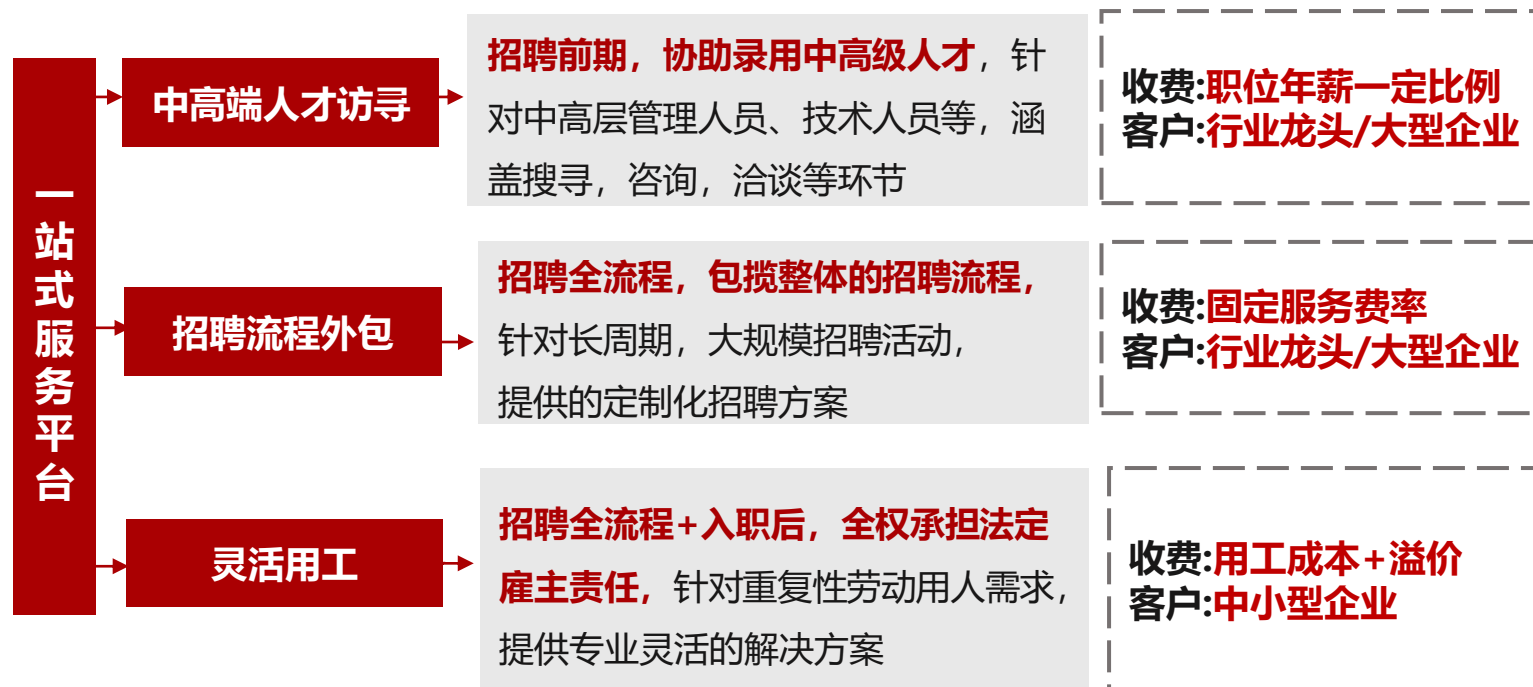 一站式服务平台
中高端人才访寻
招聘前期，协助录用中高级人才，针
对中高层管理人员、技术人员等，涵
盖搜寻，咨询，洽谈等环节
收费:职位年薪一定比例
客户:行业龙头/大型企业
招聘流程外包
招聘全流程，包揽整体的招聘流程，
针对长周期，大规模招聘活动，
提供的定制化招聘方案
收费:固定服务费率
客户:行业龙头/大型企业
灵活用工
招聘全流程+入职后，全权承担法定
雇主责任，针对重复性劳动用人需求，
提供专业灵活的解决方案
收费:用工成本+溢价
客户:中小型企业